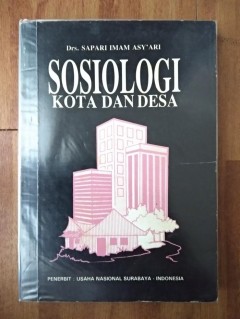 Drs. SAPARI IMAM ASY'ARI
SOSIOLOGI
KOTA DAN DESA
PENERBIT : USAHA NASIONAL SURABAYA - INDONESIA